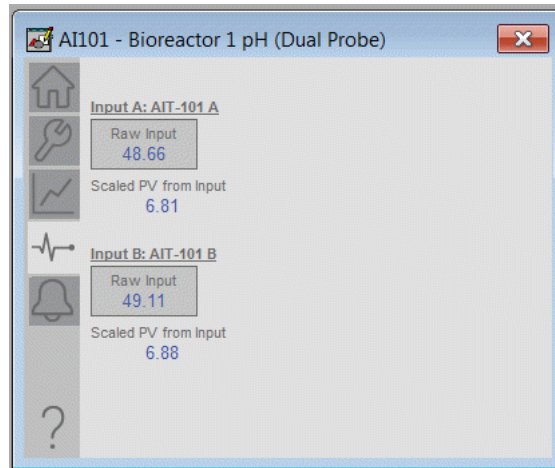 AI101 - Bioreactor 1 pH (Dual Probe)
Input A: AIT-101 A
Raw Input
48.66
Scaled PV from Input
6.81
Input B: AIT-101 B
Raw Input
49.11
Scaled PV from Input
6.88
?